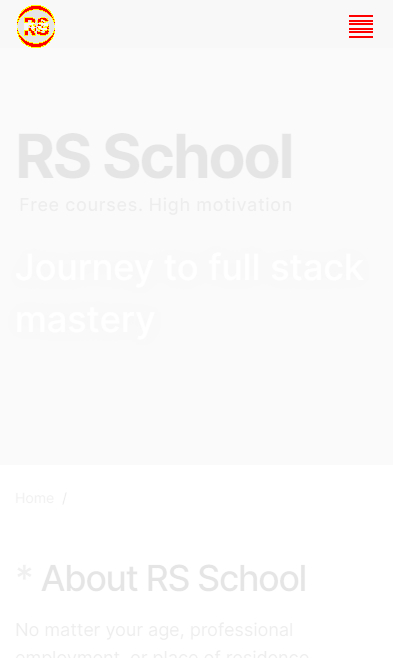 RS
RS School
Free courses. High motivation
Journey to full stack
mastery
Home /
* About RS School
No matter your age, professional
employment, or place of residence